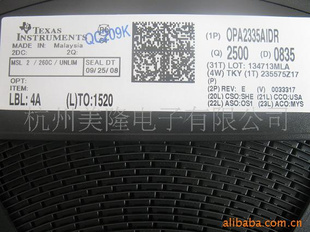 TEXAS INSTRUMENTS
MADE IN: Malaysia
2DC: 2Q:
MSL 2 / 260C / UNLIM
SEAL DT
09/25/08
OPT:
ITEM:
LBL: 4A (L)TO:1520
QC209K
(1P) OPA2335AIDR
(Q) 2500 (D) 0835
(31T) LOT: 134713MLA
(4W) TKY (1T) 235575Z17
(P)
(2P) REV: E (V) 0033317
(20L) CSO:SHE (21L) CCO:USA
(22L) ASO:OS1 (23L) ACO:MYS
杭州美隆电子有限公司
alibaba.com.cn